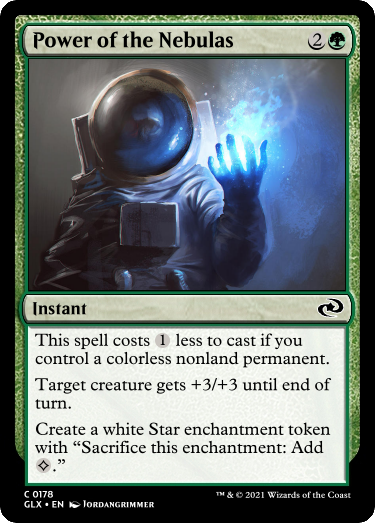 Power of the Nebulas 2
Instant
This spell costs 1 less to cast if you
control a colorless nonland permanent.
Target creature gets +3/+3 until end of
turn.
Create a white Star enchantment token
with “Sacrifice this enchantment: Add
.”
C 0178
GLX • EN JORDANGRIMMER
™ & © 2021 Wizards of the Coast